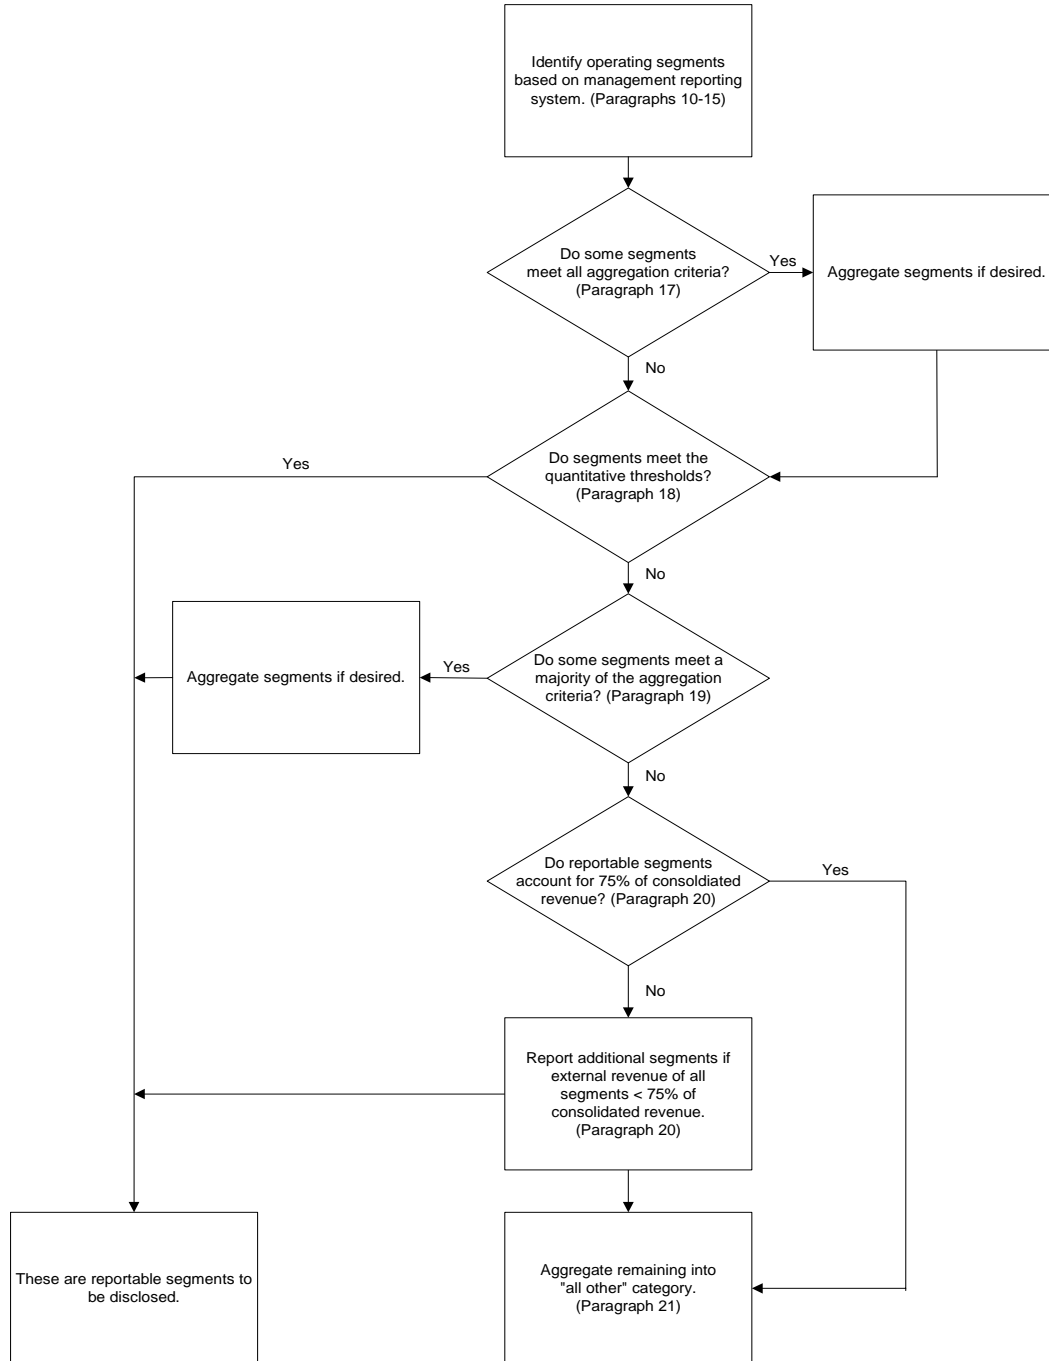 Identify operating segments
based on management reporting
system. (Paragraphs 10-15)
Do some segments
meet all aggregation criteria?
(Paragraph 17)
Yes
Aggregate segments if desired.
No
Do segments meet the
quantitative thresholds?
(Paragraph 18)
Yes
No
Do some segments meet a
majority of the aggregation
criteria? (Paragraph 19)
Yes
Aggregate segments if desired.
No
Do reportable segments
account for 75% of consoldiated
revenue? (Paragraph 20)
Yes
No
Report additional segments if
external revenue of all
segments < 75% of
consolidated revenue.
(Paragraph 20)
These are reportable segments to
be disclosed.
Aggregate remaining into
"all other" category.
(Paragraph 21)